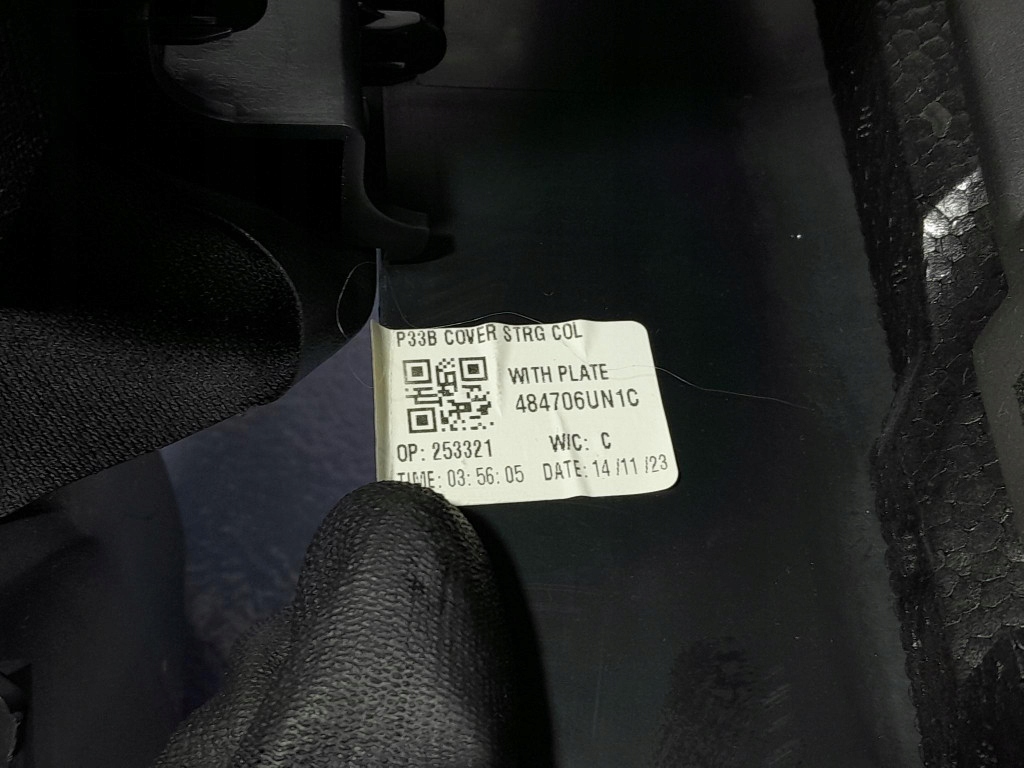 P33B COVER STRG COL
WITH PLATE
484706UN1C
OP: 253321 W/C: C
TIME: 03: 56: 05 DATE: 14 /11 /23